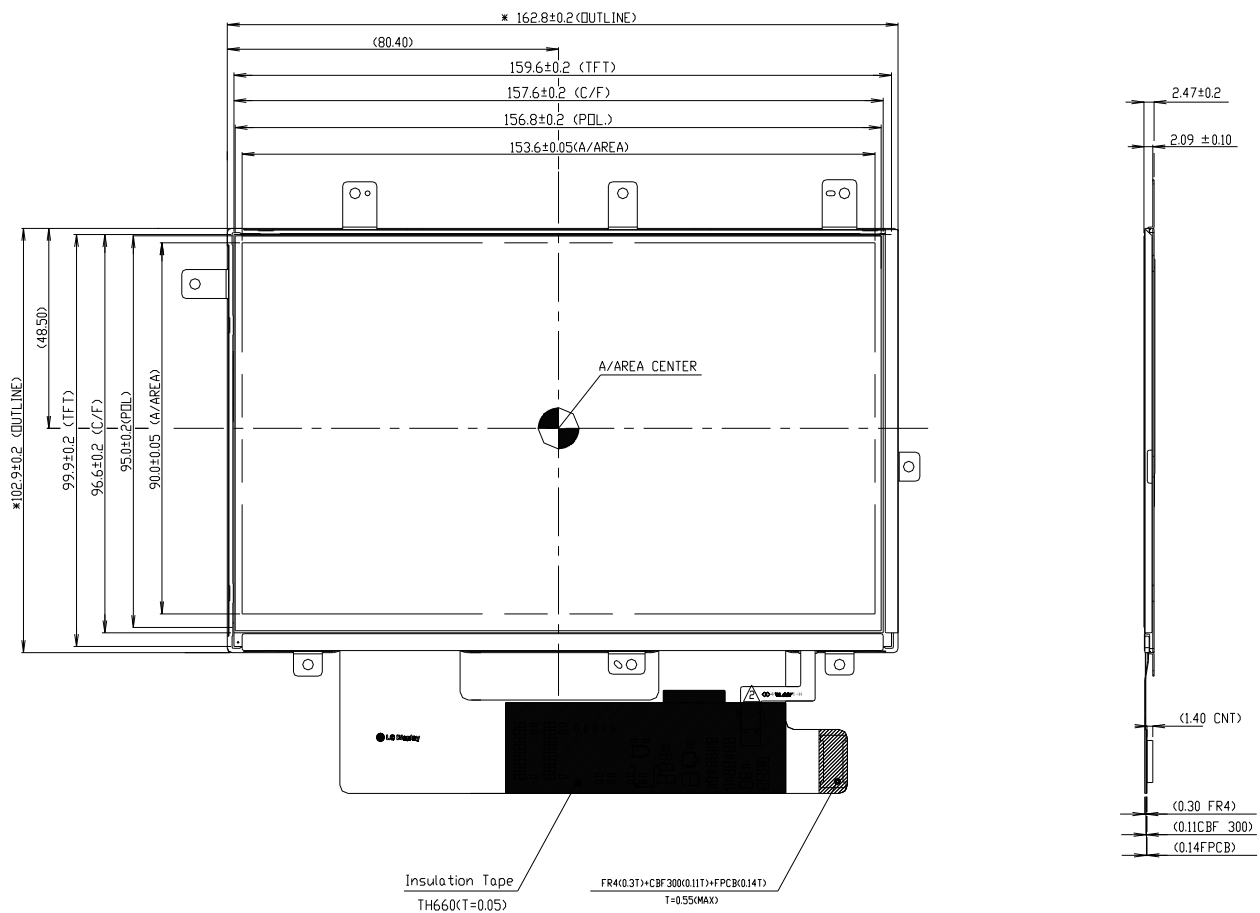 * 162.8±0.2(OUTLINE)
(80.40)
159.6±0.2 (TFT)
157.6±0.2 (C/F)
156.8±0.2 (POL.)
153.6±0.05(A/AREA)
2.47±0.2
2.09 ±0.10
*102.9±0.2 (OUTLINE)
99.9±0.2 (TFT)
96.6±0.2 (C/F)
95.0±0.2(POL)
90.0±0.05 (A/AREA)
(48.50)
A/AREA CENTER
2
LG Display
(1.40 CNT)
(0.30 FR4)
(0.11CBF 300)
(0.14FPCB)
Insulation Tape
TH660(T=0.05)
FR4(0.3T)+CBF300(0.11T)+FPCB(0.14T)
T=0.55(MAX)